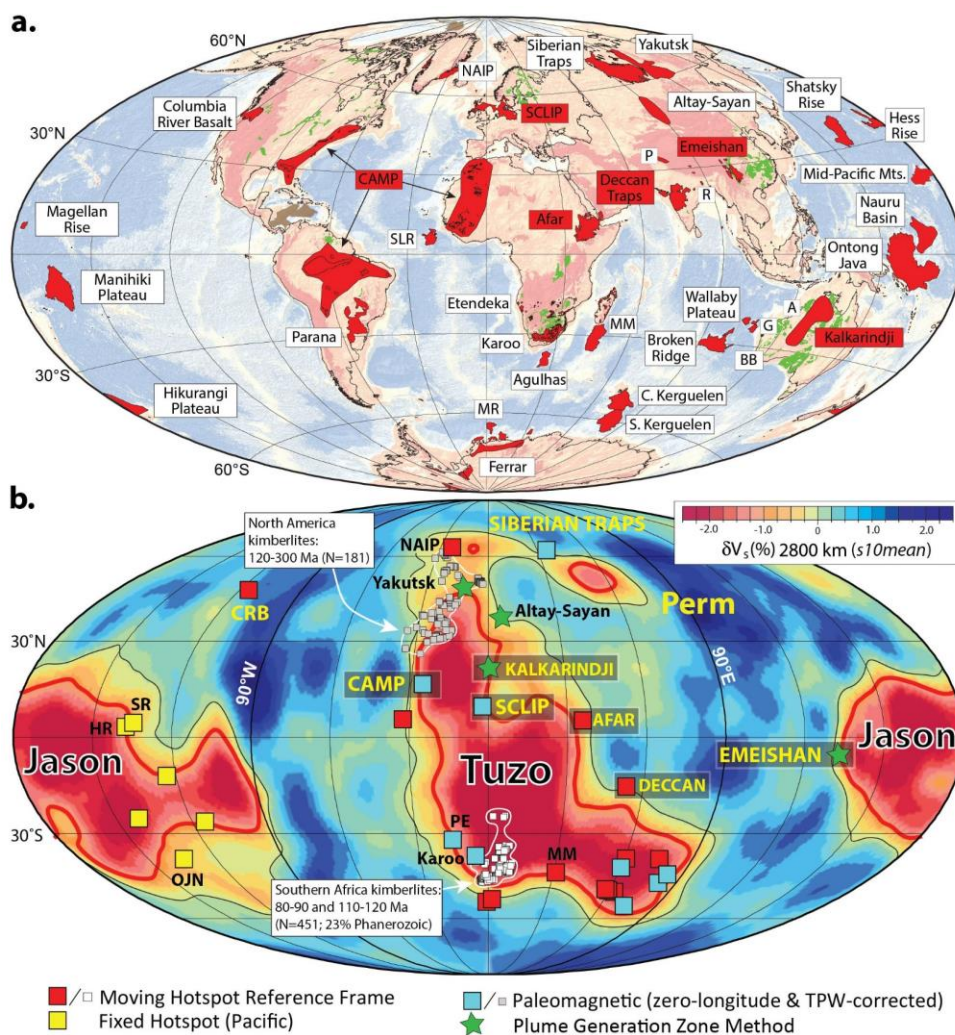 a.
60°N
NAIP
Siberian
Traps
Yakutsk
Columbia
River Basalt
SCLIP
Altay-Sayan
Shatsky
Rise
Hess
Rise
30°N
P
Emeishan
Mid-Pacific Mts.
CAMP
Deccan
Traps
R
Magellan
Rise
SLR
Afar
Nauru
Basin
Ontong
Java
Manihiki
Plateau
Etendeka
Wallaby
Plateau
A
G
Kalkarindji
Parana
Karoo
MM
Broken
Ridge
BB
30°S
Agulhas
Hikurangi
Plateau
MR
C. Kerguelen
S. Kerguelen
60°S
Ferrar
b.
North America
kimberlites:
120-300 Ma (N=181)
SIBERIAN TRAPS
-2.0 -1.0 0 1.0 2.0
δVs(%) 2800 km (s10mean)
NAIP
Yakutsk
CRB
Altay-Sayan
Perm
30°N
90°W
90°E
KALKARINDJI
CAMP
SCLIP
AFAR
SR
HR
EMEISHAN
Jason
Tuzo
Jason
DECCAN
30°S
PE
Karoo
MM
OJN
Southern Africa kimberlites:
80-90 and 110-120 Ma
(N=451; 23% Phanerozoic)
/ Moving Hotspot Reference Frame
Fixed Hotspot (Pacific)
/ Paleomagnetic (zero-longitude & TPW-corrected)
Plume Generation Zone Method